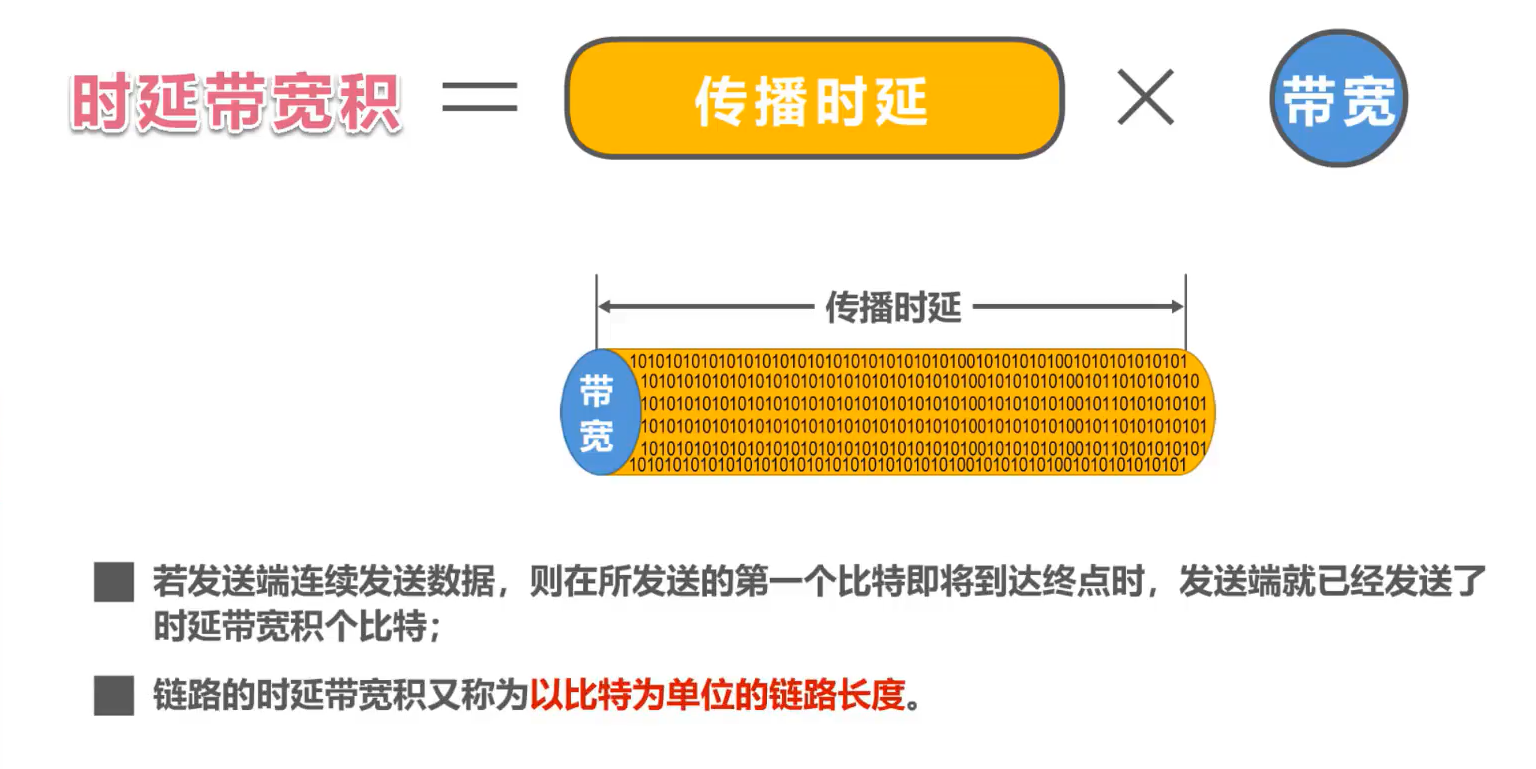 时延带宽积 = 传播时延 × 带宽
传播时延
带
宽
1010101010101010101010101010101010101010100101010101001010101010101
1010101010101010101010101010101010101010100101010101001011010101010
1010101010101010101010101010101010101010100101010101001011010101010101
1010101010101010101010101010101010101010100101010101001011010101010101
1010101010101010101010101010101010101010100101010101001011010101010101
1010101010101010101010101010101010101010100101010101001010101010101
若发送端连续发送数据，则在所发送的第一个比特即将到达终点时，发送端就已经发送了
时延带宽积个比特；
链路的时延带宽积又称为以比特为单位的链路长度。